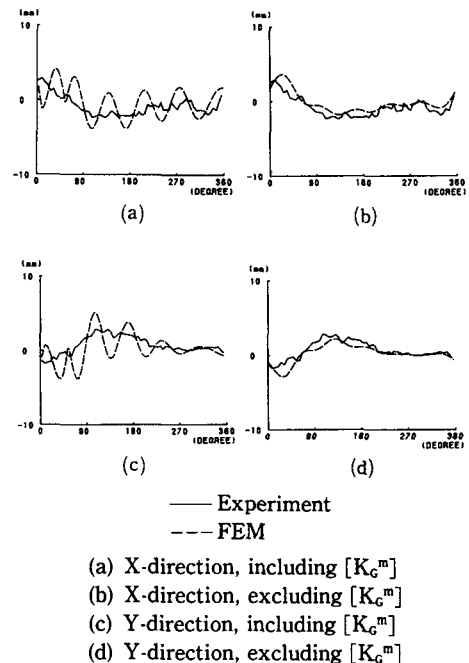 (mm)
10
0
-10
0 90 180 270 360
(DEGREE)
(a)
(mm)
10
0
-10
0 90 180 270 360
(DEGREE)
(b)
(mm)
10
0
-10
0 90 180 270 360
(DEGREE)
(c)
(mm)
10
0
-10
0 90 180 270 360
(DEGREE)
(d)
Experiment
FEM
(a) X-direction, including [K_G^m]
(b) X-direction, excluding [K_G^m]
(c) Y-direction, including [K_G^m]
(d) Y-direction, excluding [K_G^m]